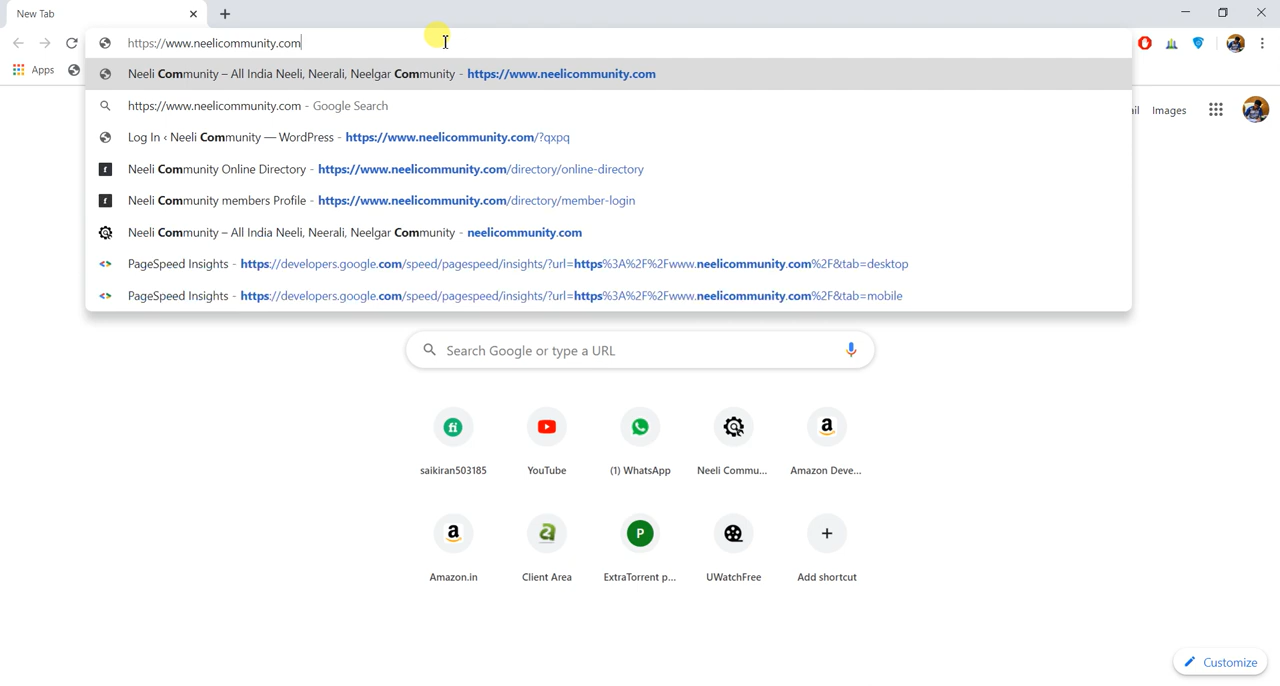 New Tab
https://www.neelicommunity.com
Apps
Neeli Community – All India Neeli, Neerali, Neelgar Community - https://www.neelicommunity.com
https://www.neelicommunity.com - Google Search
Log In ‹ Neeli Community — WordPress - https://www.neelicommunity.com/?qxpq
Neeli Community Online Directory - https://www.neelicommunity.com/directory/online-directory
Neeli Community members Profile - https://www.neelicommunity.com/directory/member-login
Neeli Community – All India Neeli, Neerali, Neelgar Community - neelicommunity.com
PageSpeed Insights - https://developers.google.com/speed/pagespeed/insights/?url=https%3A%2F%2Fwww.neelicommunity.com%2F&tab=desktop
PageSpeed Insights - https://developers.google.com/speed/pagespeed/insights/?url=https%3A%2F%2Fwww.neelicommunity.com%2F&tab=mobile
Images
Search Google or type a URL
saikiran503185
YouTube
(1) WhatsApp
Neeli Commu...
Amazon Deve...
Amazon.in
Client Area
ExtraTorrent p...
UWatchFree
Add shortcut
Customize